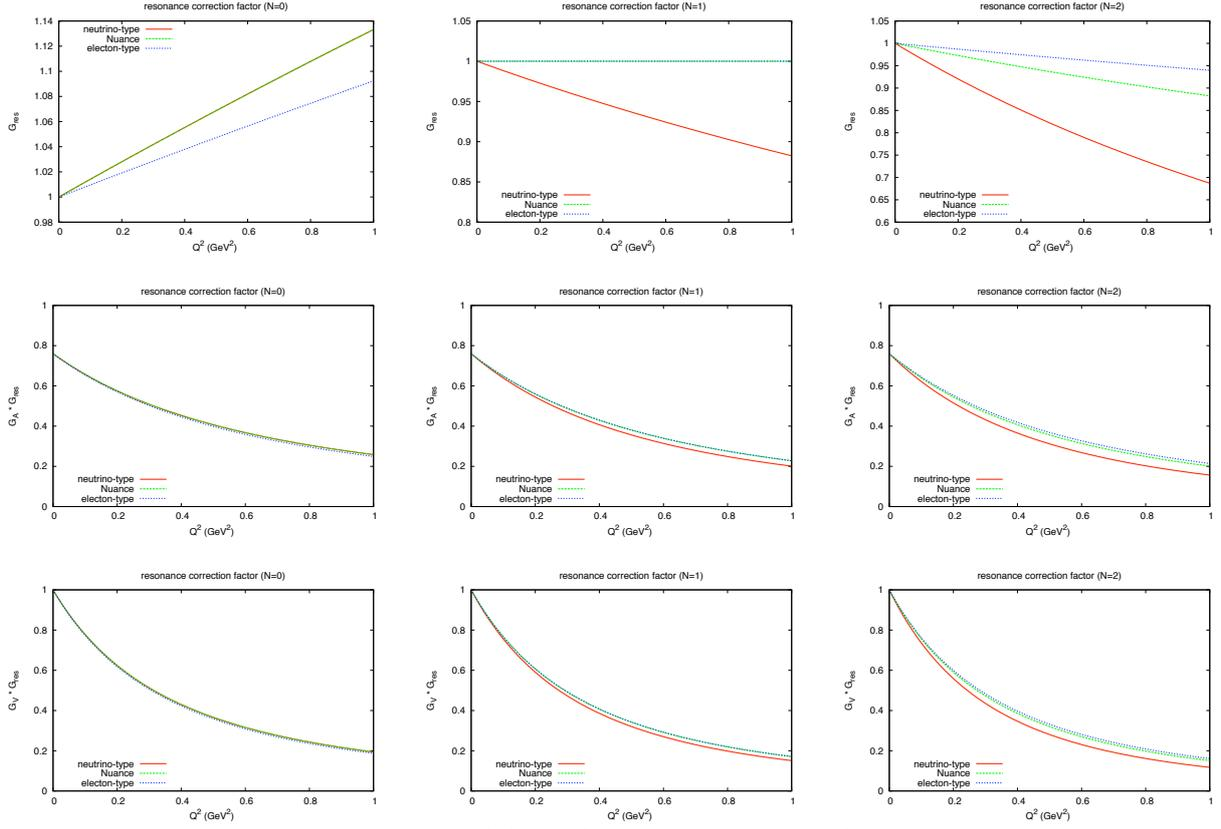 resonance correction factor (N=0)
1.14
1.12
1.1
1.08
1.06
1.04
1.02
1
0.98
G_res
neutrino-type
Nuance
electon-type
0 0.2 0.4 0.6 0.8 1
Q^2 (GeV^2)
resonance correction factor (N=1)
1.05
1
0.95
0.9
0.85
0.8
G_res
neutrino-type
Nuance
electon-type
0 0.2 0.4 0.6 0.8 1
Q^2 (GeV^2)
resonance correction factor (N=2)
1.05
1
0.95
0.9
0.85
0.8
0.75
0.7
0.65
0.6
G_res
neutrino-type
Nuance
electon-type
0 0.2 0.4 0.6 0.8 1
Q^2 (GeV^2)
resonance correction factor (N=0)
1
0.8
0.6
0.4
0.2
0
G_A * G_res
neutrino-type
Nuance
electon-type
0 0.2 0.4 0.6 0.8 1
Q^2 (GeV^2)
resonance correction factor (N=1)
1
0.8
0.6
0.4
0.2
0
G_A * G_res
neutrino-type
Nuance
electon-type
0 0.2 0.4 0.6 0.8 1
Q^2 (GeV^2)
resonance correction factor (N=2)
1
0.8
0.6
0.4
0.2
0
G_A * G_res
neutrino-type
Nuance
electon-type
0 0.2 0.4 0.6 0.8 1
Q^2 (GeV^2)
resonance correction factor (N=0)
1
0.8
0.6
0.4
0.2
0
G_V * G_res
neutrino-type
Nuance
electon-type
0 0.2 0.4 0.6 0.8 1
Q^2 (GeV^2)
resonance correction factor (N=1)
1
0.8
0.6
0.4
0.2
0
G_V * G_res
neutrino-type
Nuance
electon-type
0 0.2 0.4 0.6 0.8 1
Q^2 (GeV^2)
resonance correction factor (N=2)
1
0.8
0.6
0.4
0.2
0
G_V * G_res
neutrino-type
Nuance
electon-type
0 0.2 0.4 0.6 0.8 1
Q^2 (GeV^2)